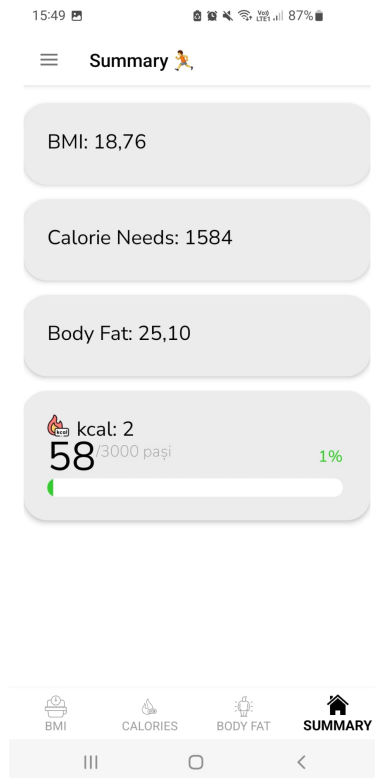 15:49 87%
Summary
BMI: 18,76
Calorie Needs: 1584
Body Fat: 25,10
kcal kcal: 2
58/3000 pași 1%
BMI CALORIES BODY FAT SUMMARY